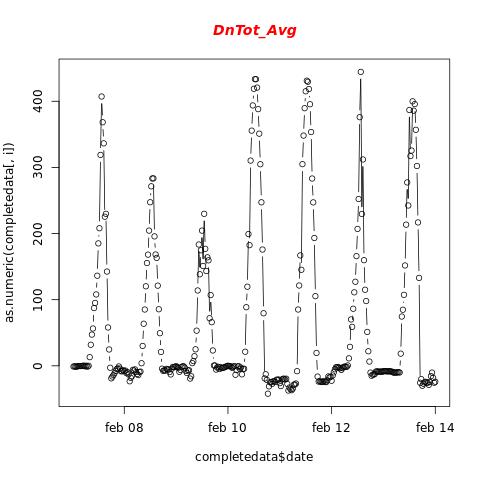 DnTot_Avg
as.numeric(completedata[, i])
400
300
200
100
0
feb 08
feb 10
feb 12
feb 14
completedata$date